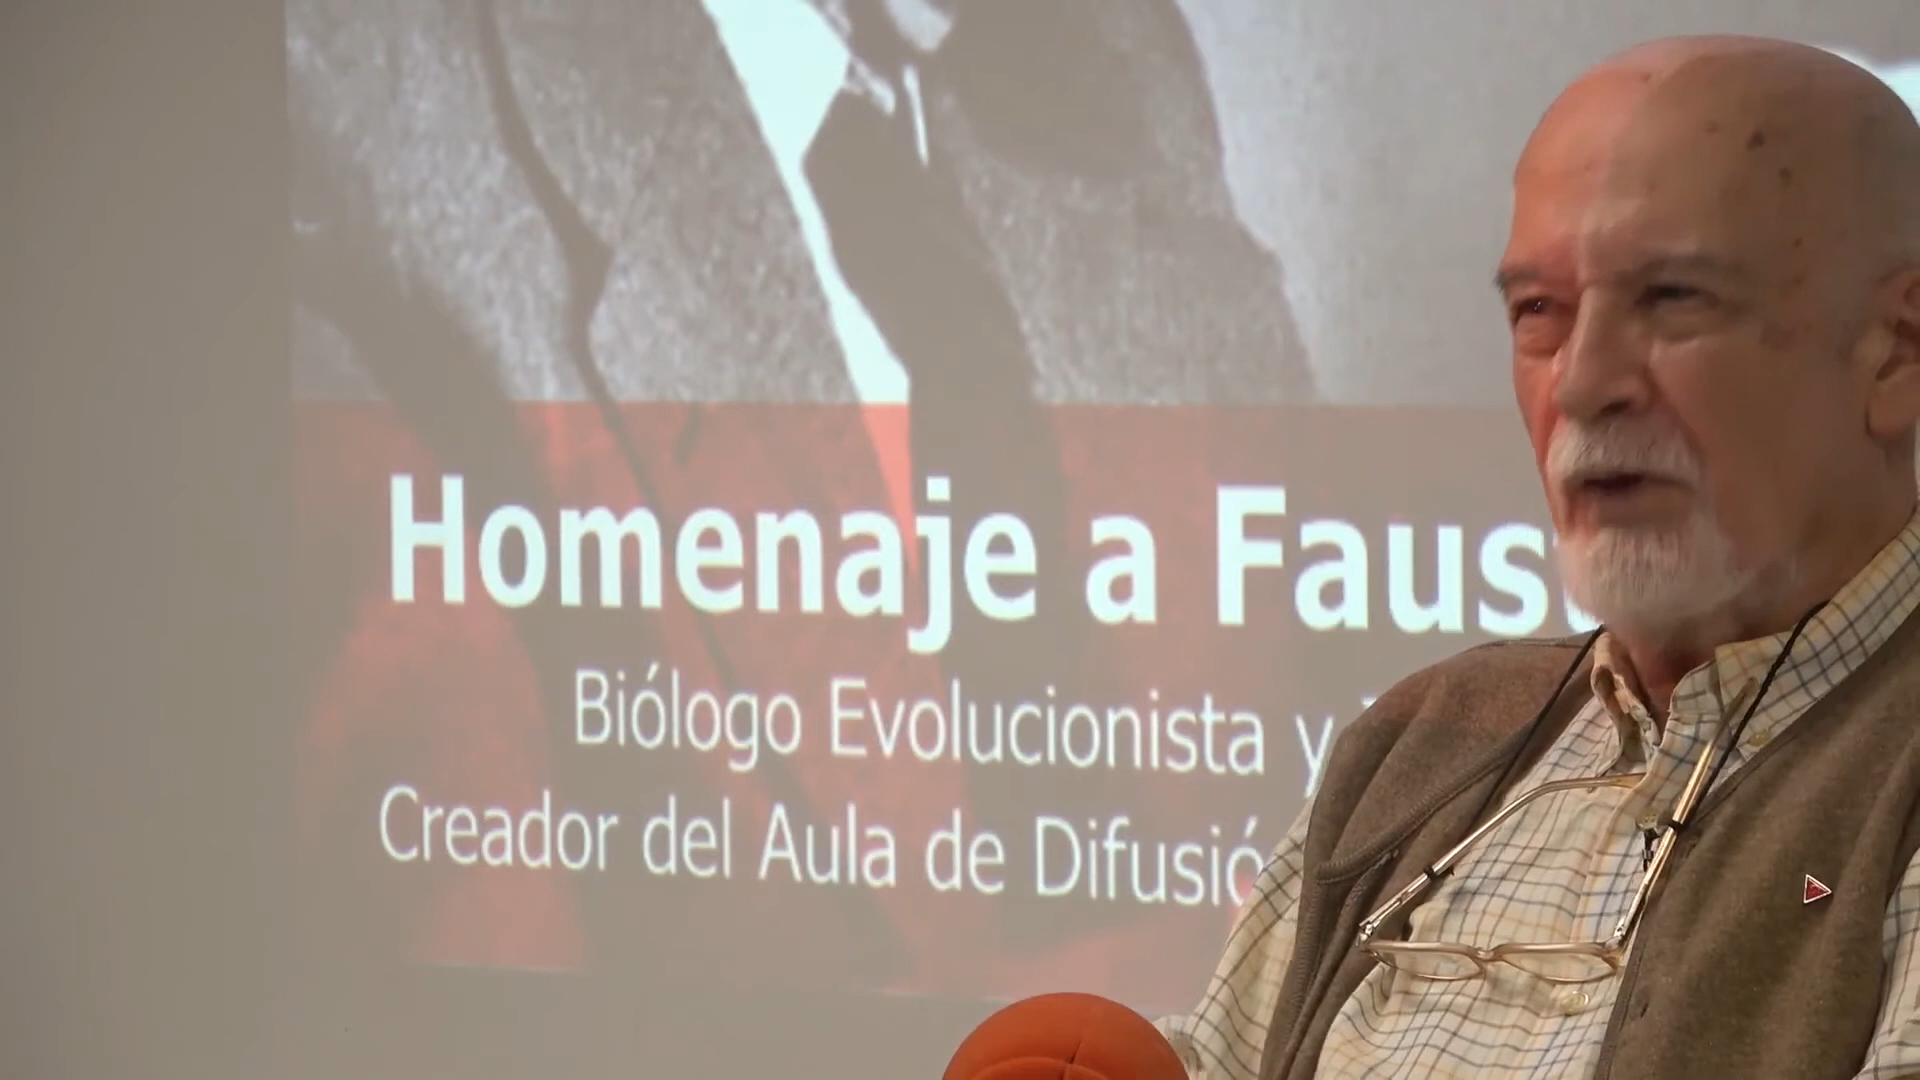 Homenaje a Faust
Biólogo Evolucionista y
Creador del Aula de Difusió